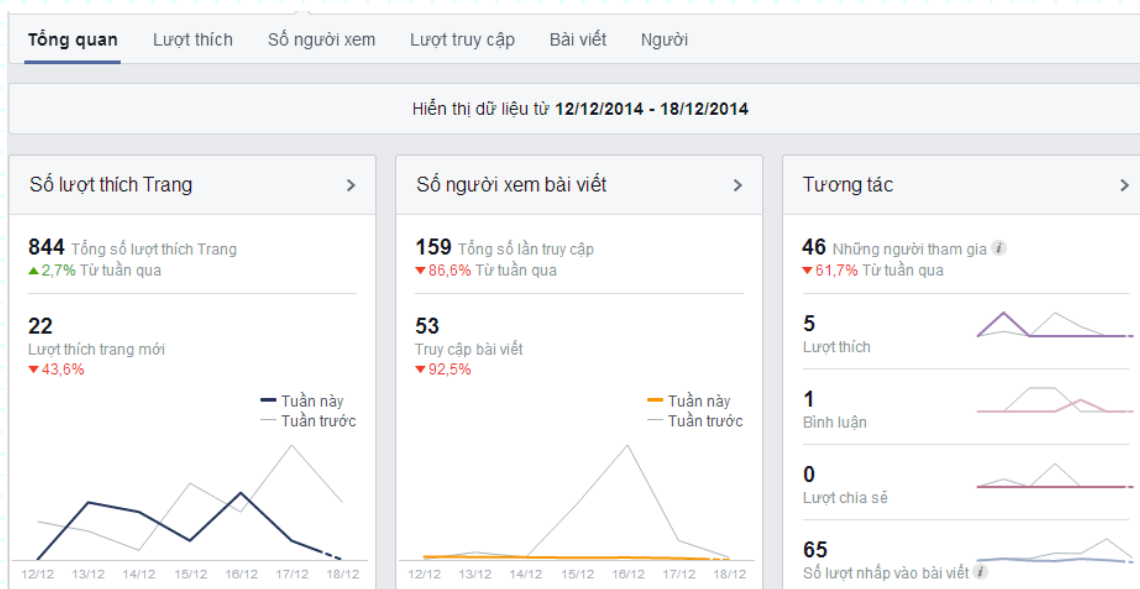 Tổng quan Lượt thích Số người xem Lượt truy cập Bài viết Người
Hiển thị dữ liệu từ 12/12/2014 - 18/12/2014
Số lượt thích Trang
844 Tổng số lượt thích Trang
2,7% Từ tuần qua
22
Lượt thích trang mới
43,6%
Tuần này
Tuần trước
12/12 13/12 14/12 15/12 16/12 17/12 18/12
Số người xem bài viết
159 Tổng số lần truy cập
86,6% Từ tuần qua
53
Truy cập bài viết
92,5%
Tuần này
Tuần trước
12/12 13/12 14/12 15/12 16/12 17/12 18/12
Tương tác
46 Những người tham gia
61,7% Từ tuần qua
5
Lượt thích
1
Bình luận
0
Lượt chia sẻ
65
Số lượt nhấp vào bài viết